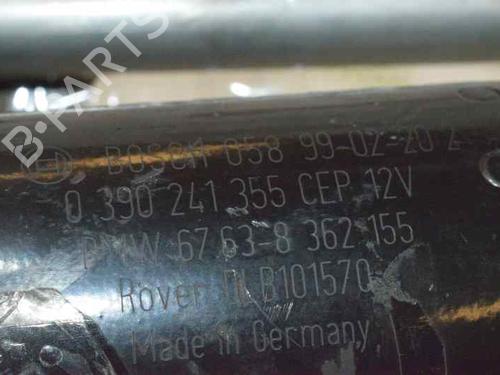 B-PARTS
BOSCH 058 99-02-20 2
0 390 241 355 CEP 12V
BMW 67.63-8 362 155
Rover DLB101570
Made in Germany